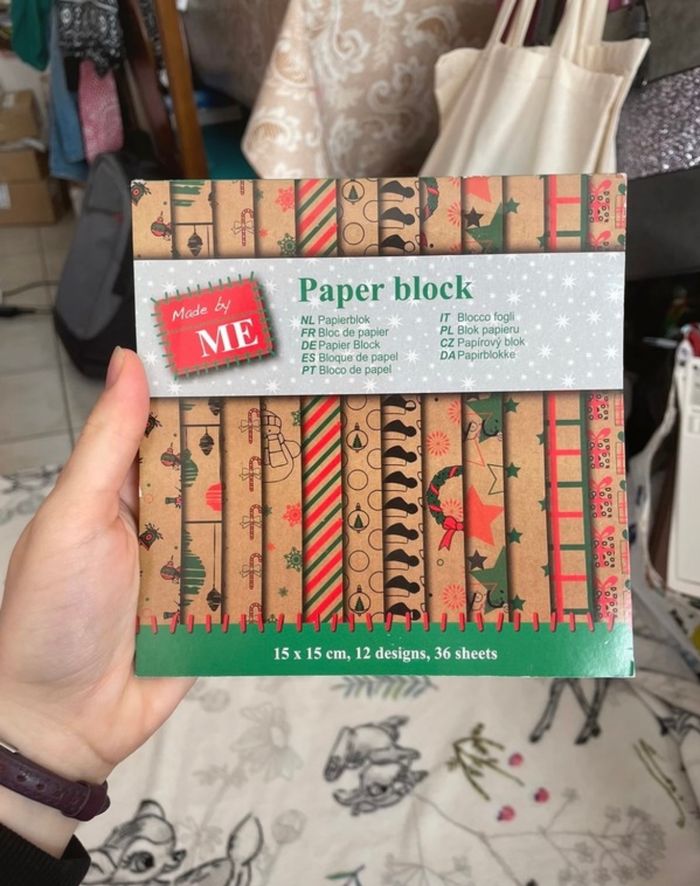 Made by
ME
Paper block
NL Papierblok
FR Bloc de papier
DE Papier Block
ES Bloque de papel
PT Bloco de papel
IT Blocco fogli
PL Blok papieru
CZ Papírový blok
DA Papirblokke
15 x 15 cm, 12 designs, 36 sheets